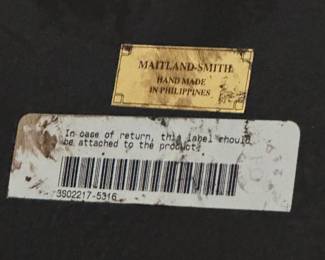 MAITLAND-SMITH
HAND MADE
IN PHILIPPINES
In case of return, this label should
be attached to the product.
3S02217-5316